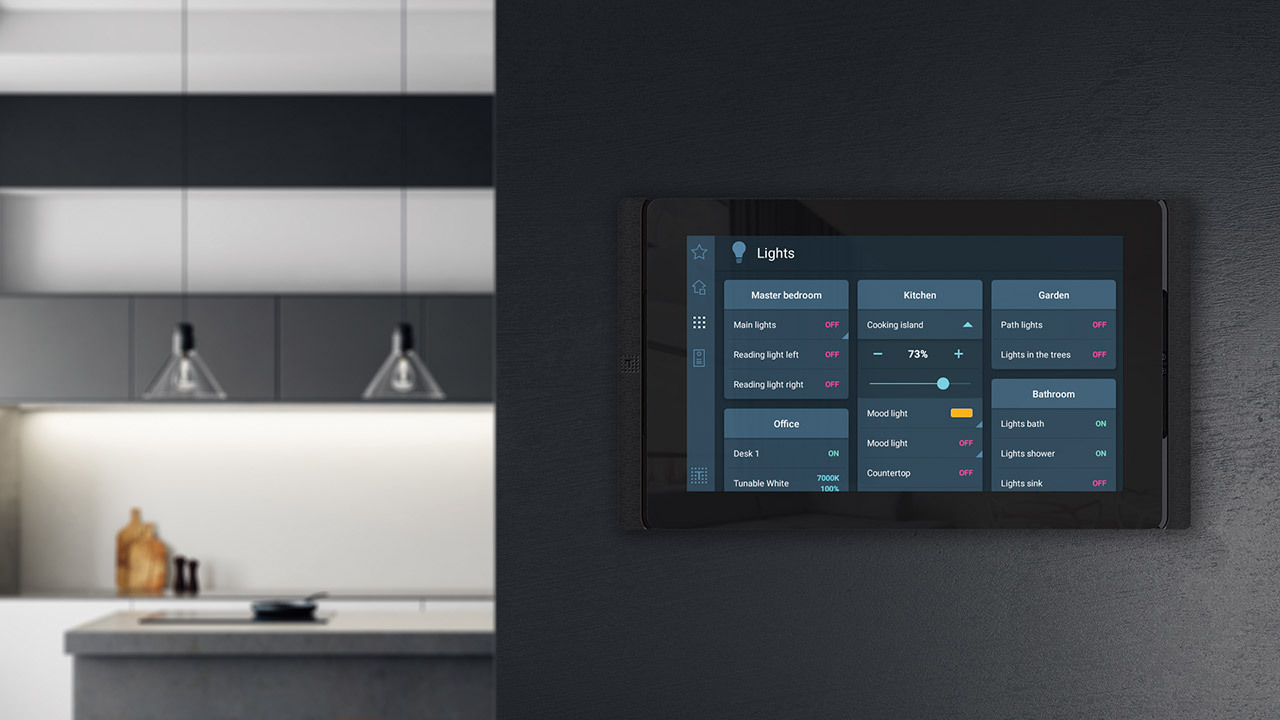 Lights
Master bedroom
Main lights OFF
Reading light left OFF
Reading light right OFF
Office
Desk 1 ON
Tunable White 7000K
100%
Kitchen
Cooking island
− 73% +
Mood light
Mood light OFF
Countertop OFF
Garden
Path lights OFF
Lights in the trees OFF
Bathroom
Lights bath ON
Lights shower ON
Lights sink OFF